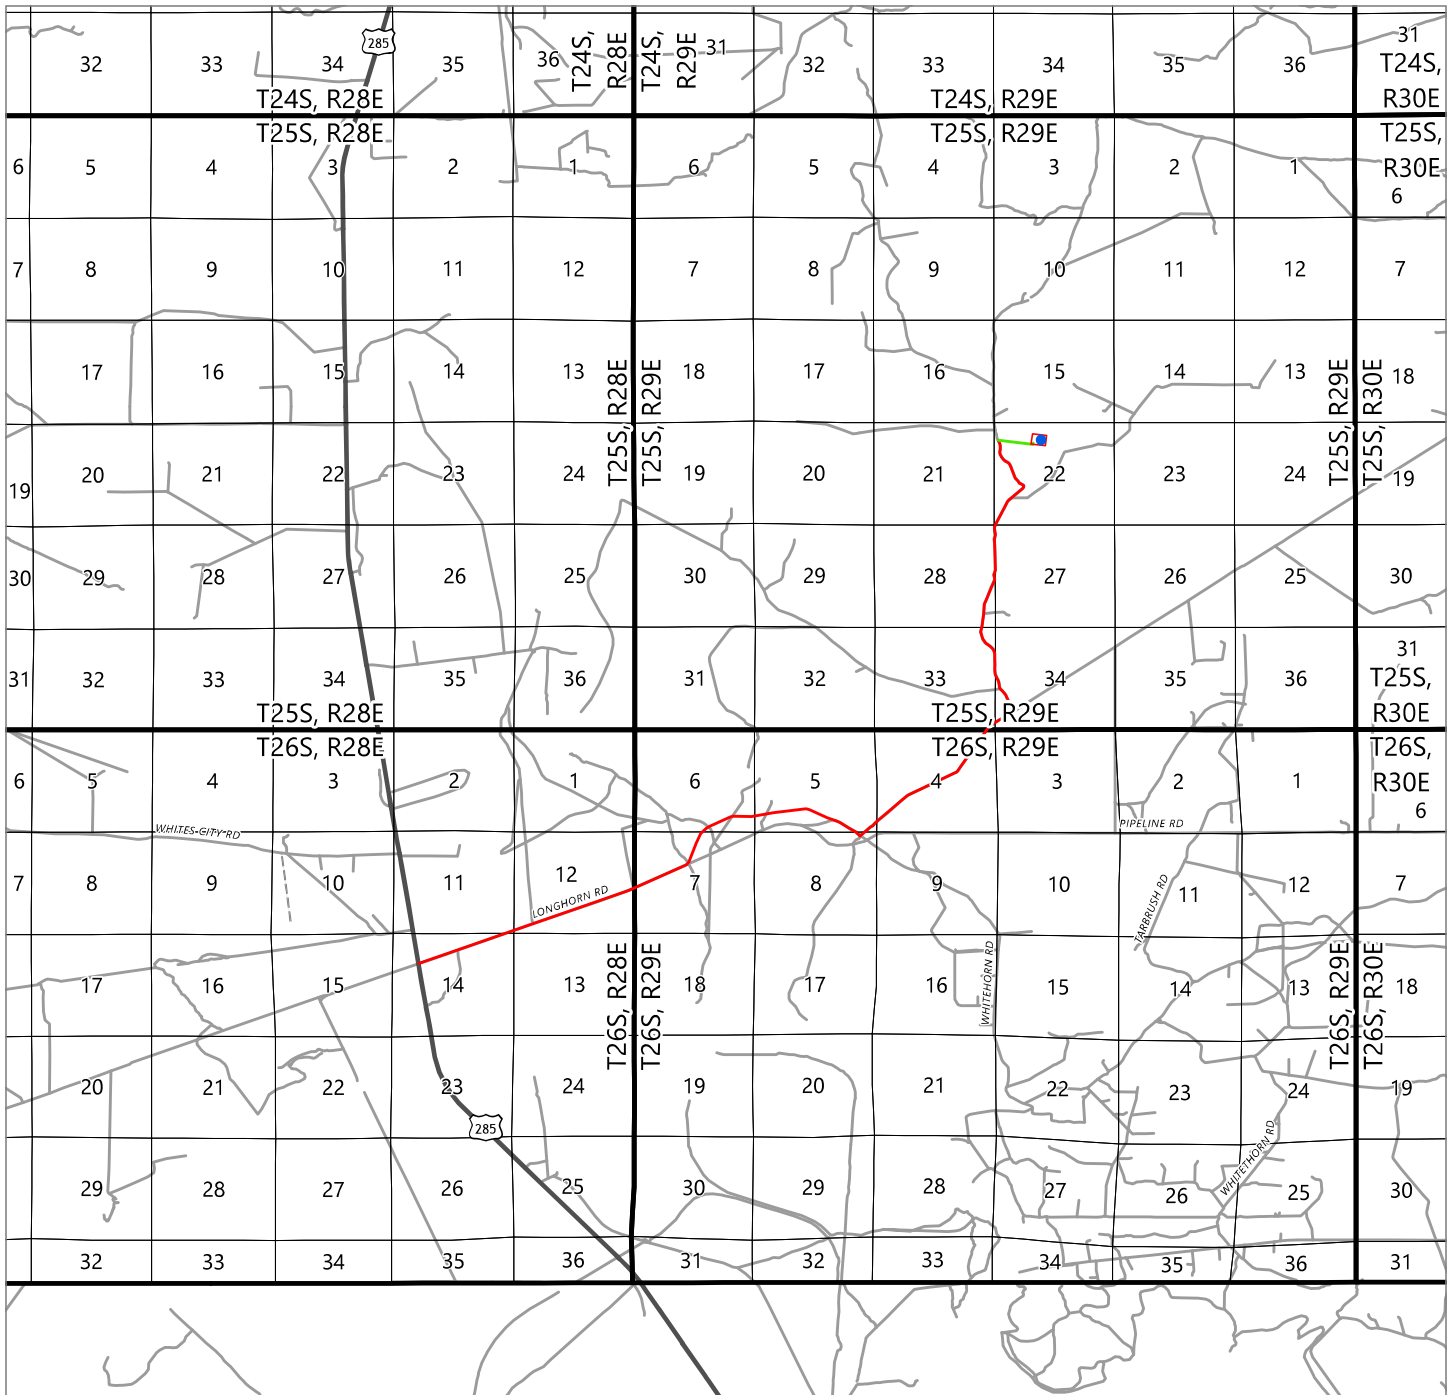 285
32 33 34 35 36 T24S, R28E T24S, R29E 31 32 33 34 35 36 31
T24S, R28E T24S, R29E T24S, R30E
T25S, R28E T25S, R29E T25S, R30E
6 5 4 3 2 1 6 5 4 3 2 1 6
7 8 9 10 11 12 7 8 9 10 11 12 7
17 16 15 14 13 18 17 16 15 14 13 18
T25S, R28E T25S, R29E T25S, R29E T25S, R30E
19 20 21 22 23 24 19 20 21 22 23 24 19
30 29 28 27 26 25 30 29 28 27 26 25 30
31 32 33 34 35 36 31 32 33 34 35 36 31
T25S, R28E T25S, R29E T25S, R30E
T26S, R28E T26S, R29E T26S, R30E
6 5 4 3 2 1 6 5 4 3 2 1 6
WHITES CITY RD PIPELINE RD
7 8 9 10 11 12 7 8 9 10 11 12 7
LONGHORN RD TARBRUSH RD
WHITEHORN RD
17 16 15 14 13 18 17 16 15 14 13 18
T26S, R28E T26S, R29E T26S, R29E T26S, R30E
20 21 22 23 24 19 20 21 22 23 24 19
285
WHITETHORN RD
29 28 27 26 25 30 29 28 27 26 25 30
32 33 34 35 36 31 32 33 34 35 36 31